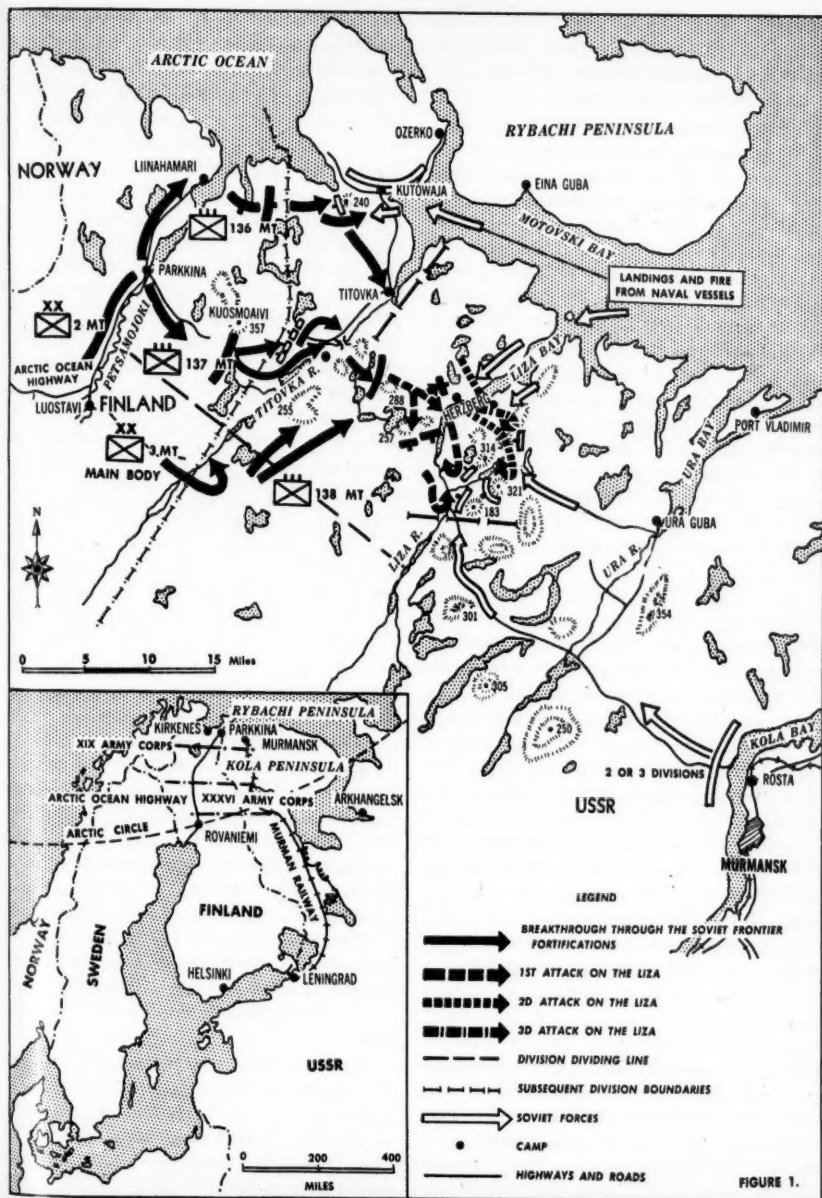 ARCTIC OCEAN
NORWAY
LIINAHAMARI
OZERKO
RYBACHI PENINSULA
KUTOWAJA
EINA GUBA
240
136 MT
MOTOVSKI BAY
PARKKINA
TITOVKA
LANDINGS AND FIRE
FROM NAVAL VESSELS
XX
2 MT
KUOSMOAIVI
357
PETSAMOJOKI
137 MT
ARCTIC OCEAN
HIGHWAY
LUOSTAVI
FINLAND
TITOVKA R.
255
288
HERZBERG
LIZA BAY
257
314
321
183
URA BAY
PORT VLADIMIR
XX
3 MT
MAIN BODY
138 MT
LIZA R.
URA R.
URA GUBA
N
301
354
305
250
0 5 10 15 Miles
2 OR 3 DIVISIONS
KOLA BAY
ROSTA
USSR
MURMANSK
RYBACHI PENINSULA
KIRKENES
PARKKINA
MURMANSK
XIX ARMY CORPS
KOLA PENINSULA
ARCTIC OCEAN HIGHWAY
XXXVI ARMY CORPS
ARKHANGELSK
ARCTIC CIRCLE
ROVANIEMI
MURMAN RAILWAY
FINLAND
NORWAY
SWEDEN
HELSINKI
LENINGRAD
USSR
0 200 400
MILES
LEGEND
BREAKTHROUGH THROUGH THE SOVIET FRONTIER
FORTIFICATIONS
1ST ATTACK ON THE LIZA
2D ATTACK ON THE LIZA
3D ATTACK ON THE LIZA
DIVISION DIVIDING LINE
SUBSEQUENT DIVISION BOUNDARIES
SOVIET FORCES
CAMP
HIGHWAYS AND ROADS
FIGURE 1.